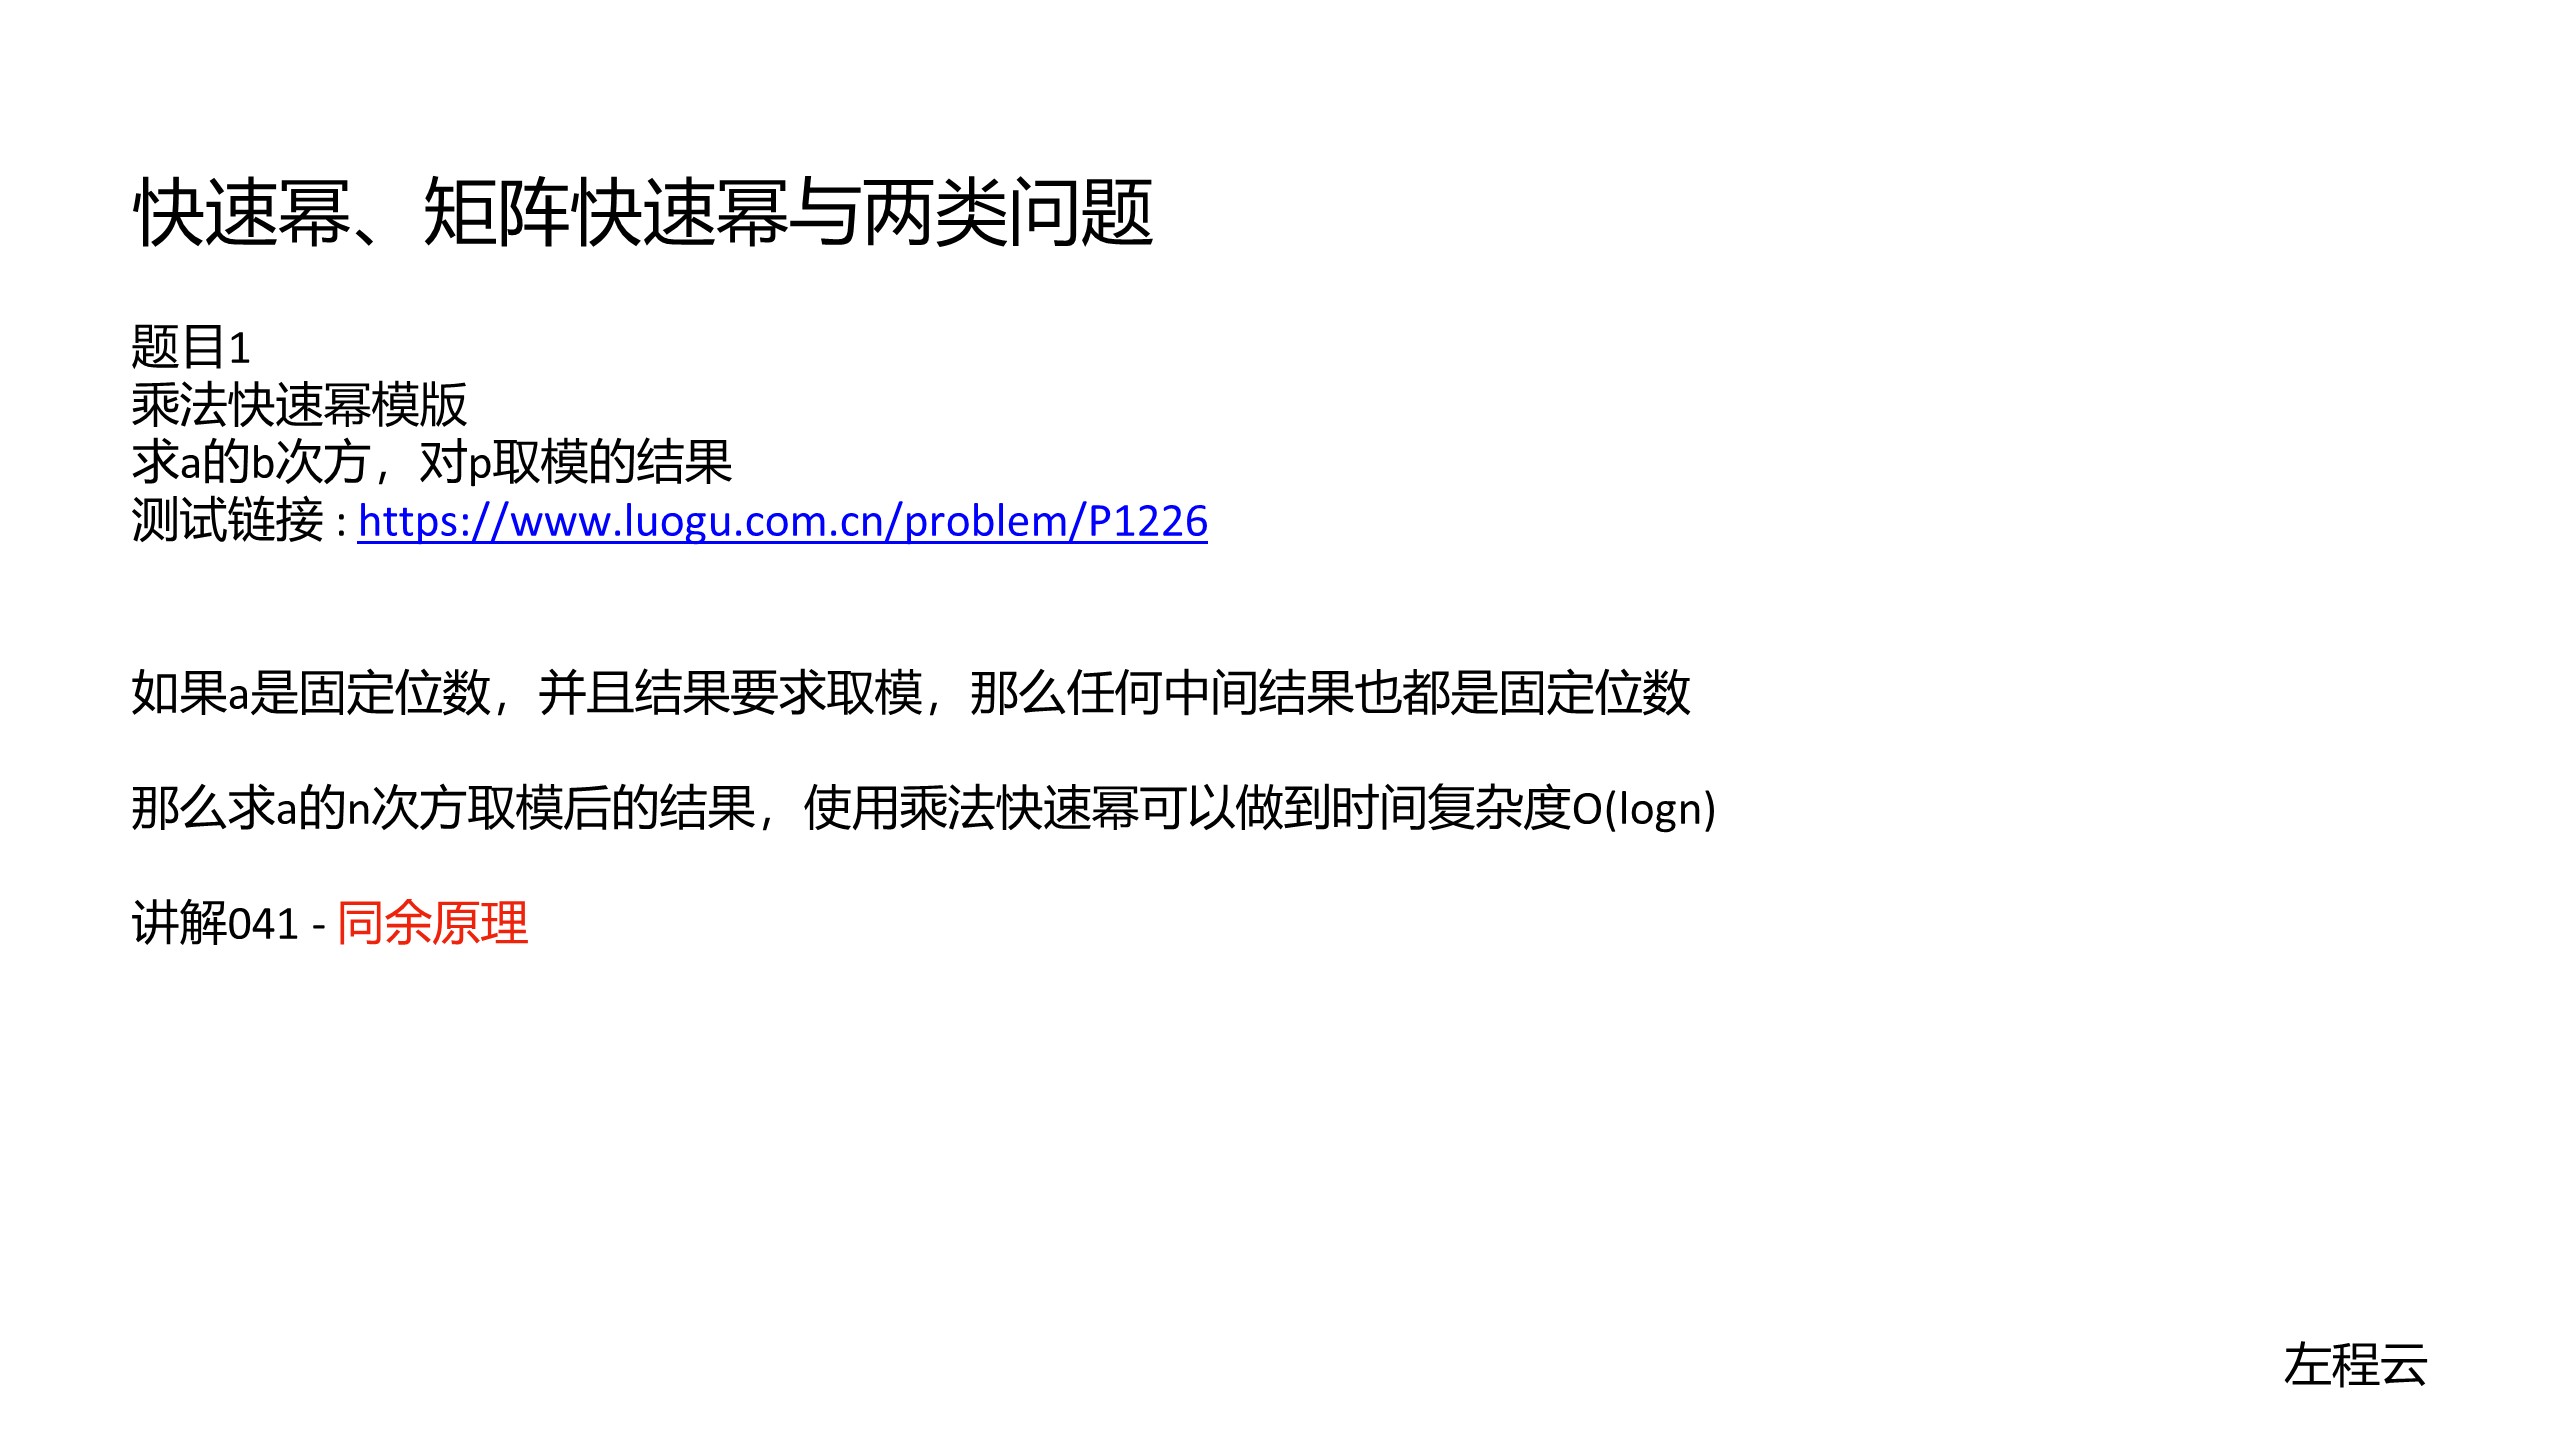 快速幂、矩阵快速幂与两类问题
题目1
乘法快速幂模版
求a的b次方，对p取模的结果
测试链接 : https://www.luogu.com.cn/problem/P1226
如果a是固定位数，并且结果要求取模，那么任何中间结果也都是固定位数
那么求a的n次方取模后的结果，使用乘法快速幂可以做到时间复杂度O(logn)
讲解041 - 同余原理
左程云